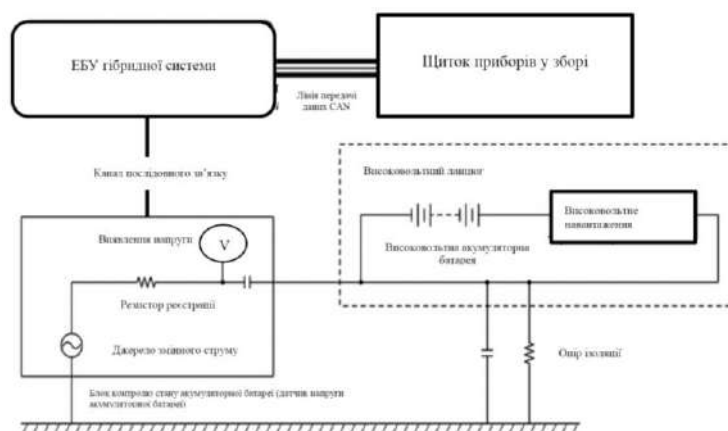 ЕБУ гібридної системи
Щиток приборів у зборі
Лінія передачі
даних CAN
Канал послідовного зв'язку
Високовольтний ланцюг
Виявлення напруги
V
Високовольтне
навантаження
Високовольтна акумуляторна
батарея
Резистор реєстрації
Джерело змінного струму
Опір ізоляції
Блок контролю стану акумуляторної батареї (датчик напруги
акумуляторної батареї)